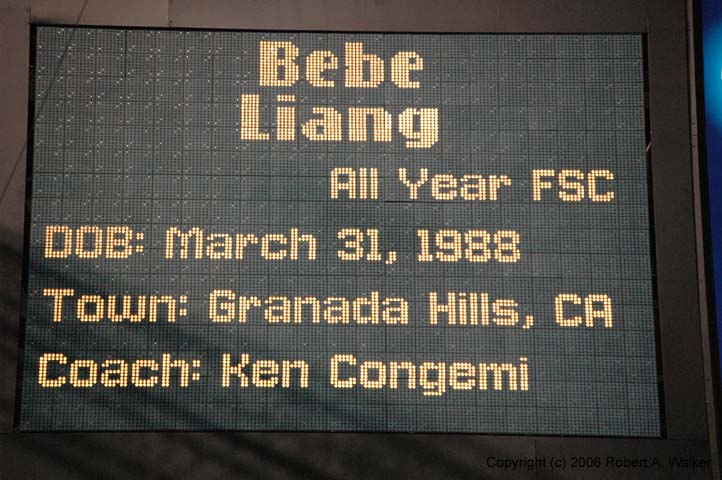 Bebe
Liang
All Year FSC
DOB: March 31, 1988
Town: Granada Hills, CA
Coach: Ken Congemi
Copyright (c) 2006 Robert A. Walker